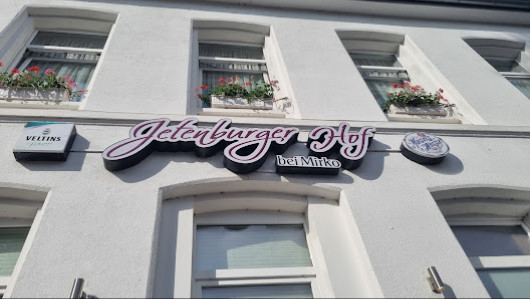 VELTINS
Jetenburger Hof
bei Mirko